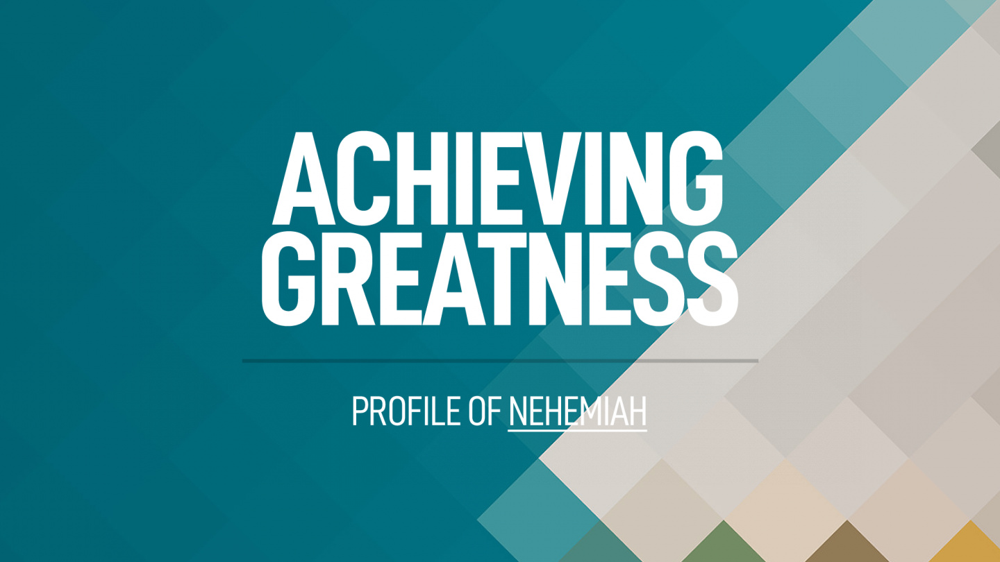 ACHIEVING
GREATNESS
PROFILE OF NEHEMIAH